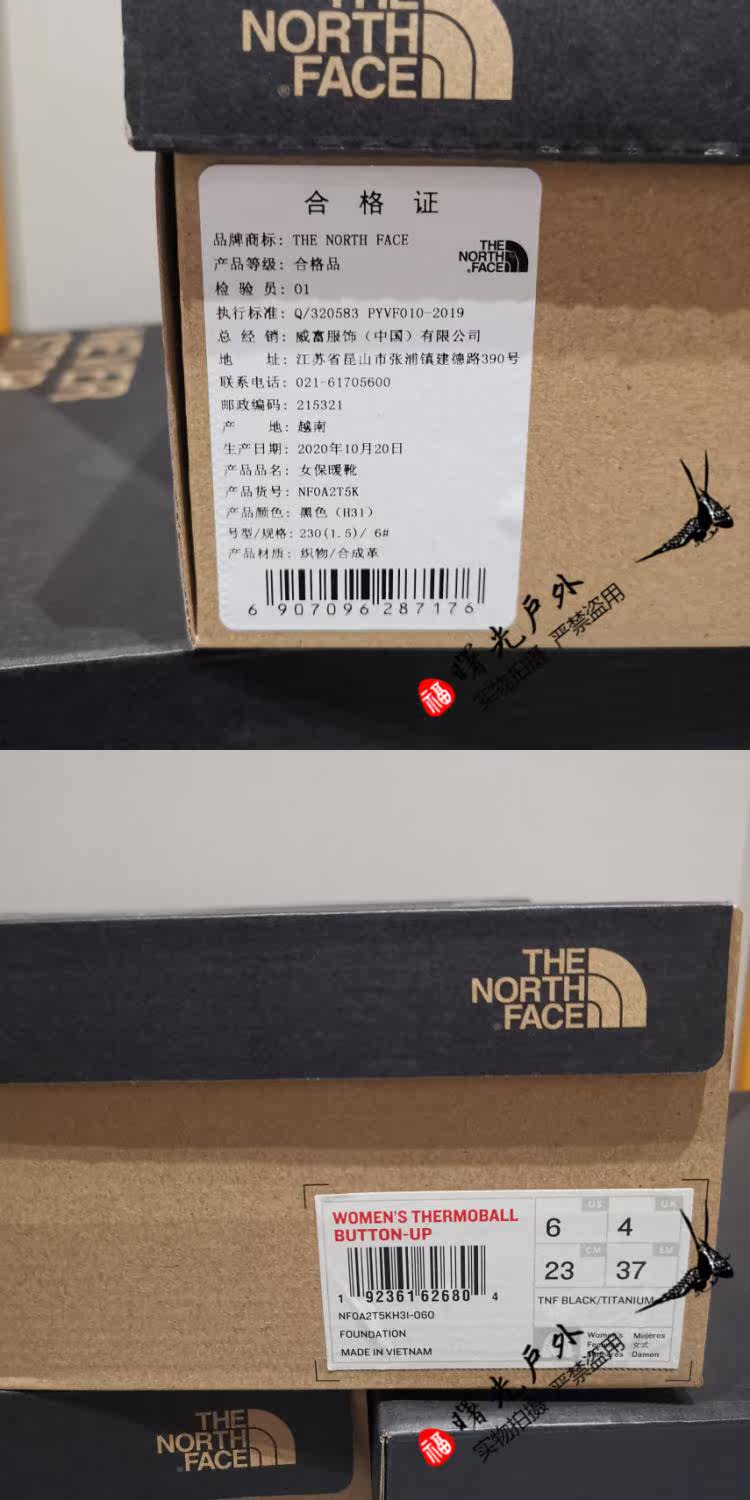 THE
NORTH
FACE
合格证
品牌商标: THE NORTH FACE
产品等级: 合格品
检 验 员: 01
执行标准: Q/320583 PYVF010-2019
总 经 销: 威富服饰（中国）有限公司
地 址: 江苏省昆山市张浦镇建德路390号
联系电话: 021-61705600
邮政编码: 215321
产 地: 越南
生产日期: 2020年10月20日
产品品名: 女保暖靴
产品货号: NF0A2T5K
产品颜色: 黑色（H31）
号型/规格: 230(1.5)/ 6#
产品材质: 织物/合成革
6 907096 287176
THE
NORTH
FACE
福
曙光户外
实物拍摄 严禁盗用
THE
NORTH
FACE
WOMEN'S THERMOBALL
BUTTON-UP
1 92361 62680 4
NF0A2T5KH3I-060
FOUNDATION
MADE IN VIETNAM
US 6
UK 4
CM 23
EU 37
TNF BLACK/TITANIUM
Mujeres
女式
Damen
福
曙光户外
实物拍摄 严禁盗用
THE
NORTH
FACE